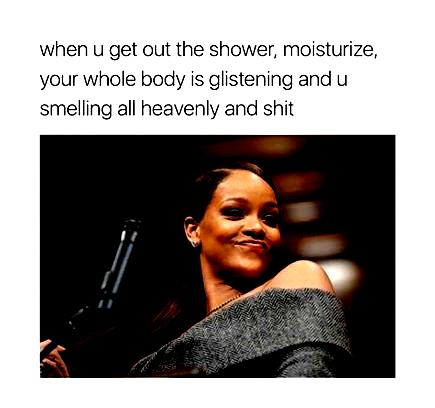 when u get out the shower, moisturize,
your whole body is glistening and u
smelling all heavenly and shit